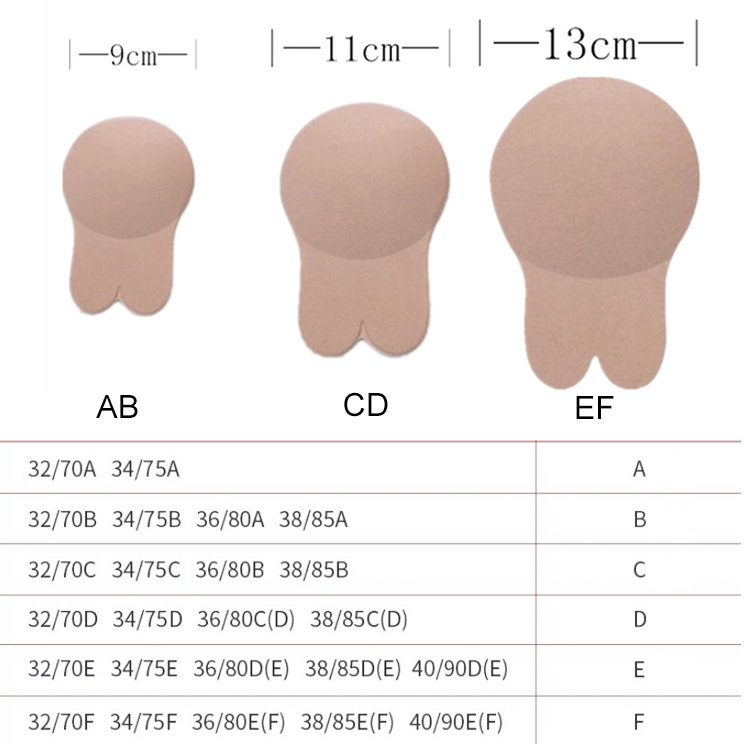 9cm
11cm
13cm
AB
CD
EF
32/70A 34/75A A
32/70B 34/75B 36/80A 38/85A B
32/70C 34/75C 36/80B 38/85B C
32/70D 34/75D 36/80C(D) 38/85C(D) D
32/70E 34/75E 36/80D(E) 38/85D(E) 40/90D(E) E
32/70F 34/75F 36/80E(F) 38/85E(F) 40/90E(F) F